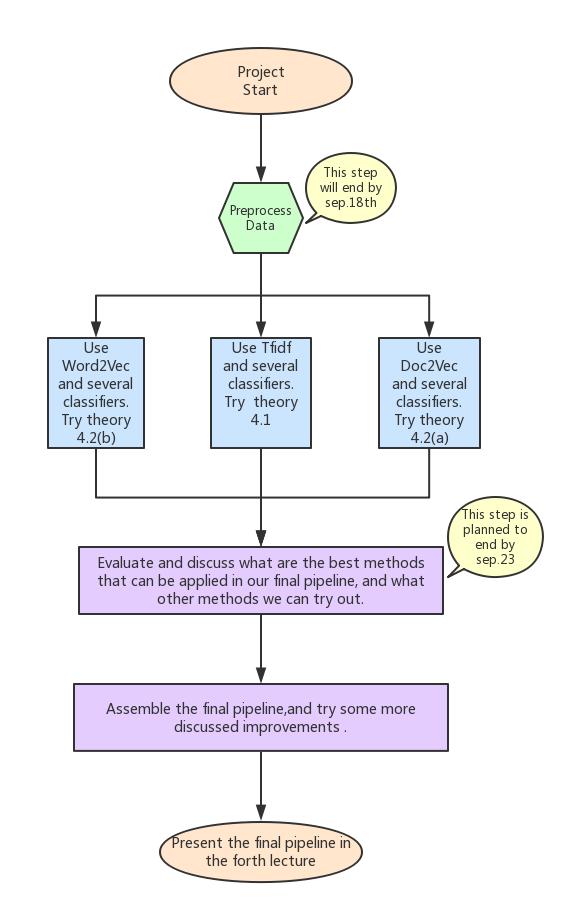 Project
Start
This step
will end by
sep.18th
Preprocess
Data
Use
Word2Vec
and several
classifiers.
Try theory
4.2(b)
Use Tfidf
and several
classifiers.
Try  theory
4.1
Use
Doc2Vec
and several
classifiers.
Try theory
4.2(a)
This step is
planned to
end by
sep.23
Evaluate and discuss what are the best methods
that can be applied in our final pipeline, and what
other methods we can try out.
Assemble the final pipeline,and try some more
discussed improvements .
Present the final pipeline in
the forth lecture